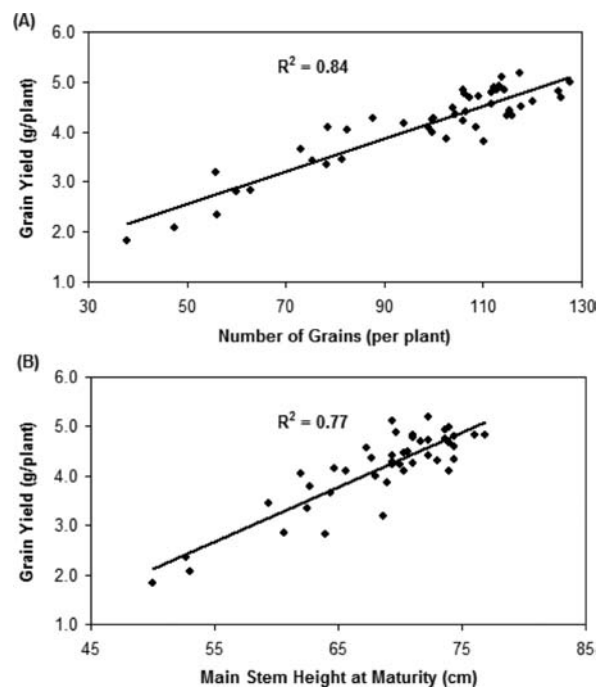 (A)
6.0
R² = 0.84
5.0
4.0
3.0
2.0
1.0
Grain Yield (g/plant)
30 50 70 90 110 130
Number of Grains (per plant)
(B)
6.0
R² = 0.77
5.0
4.0
3.0
2.0
1.0
Grain Yield (g/plant)
45 55 65 75 85
Main Stem Height at Maturity (cm)